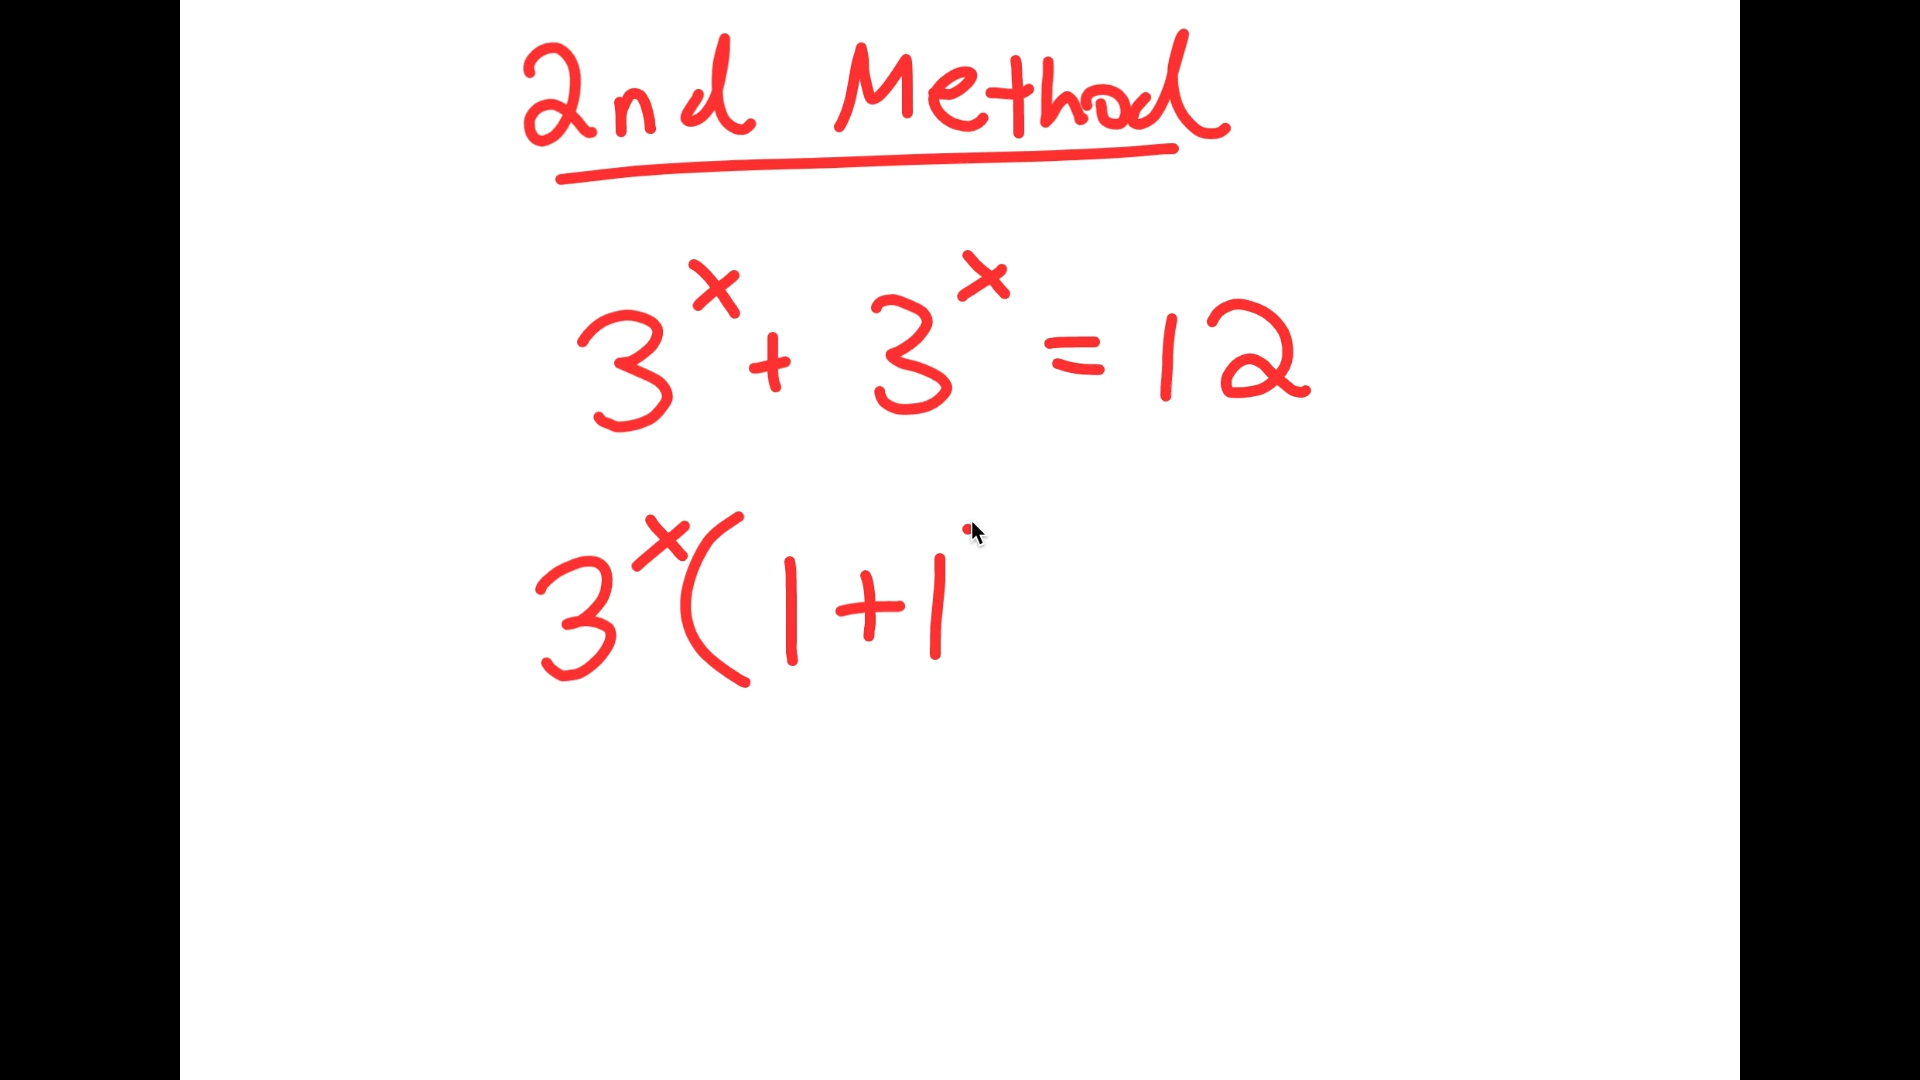 2nd Method
3^x + 3^x = 12
3^x ( 1 + 1